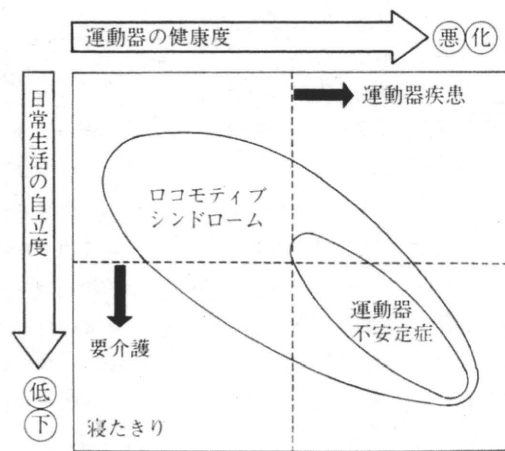 運動器の健康度
悪化
日常生活の自立度
運動器疾患
ロコモティブ
シンドローム
運動器
不安定症
要介護
低下
寝たきり